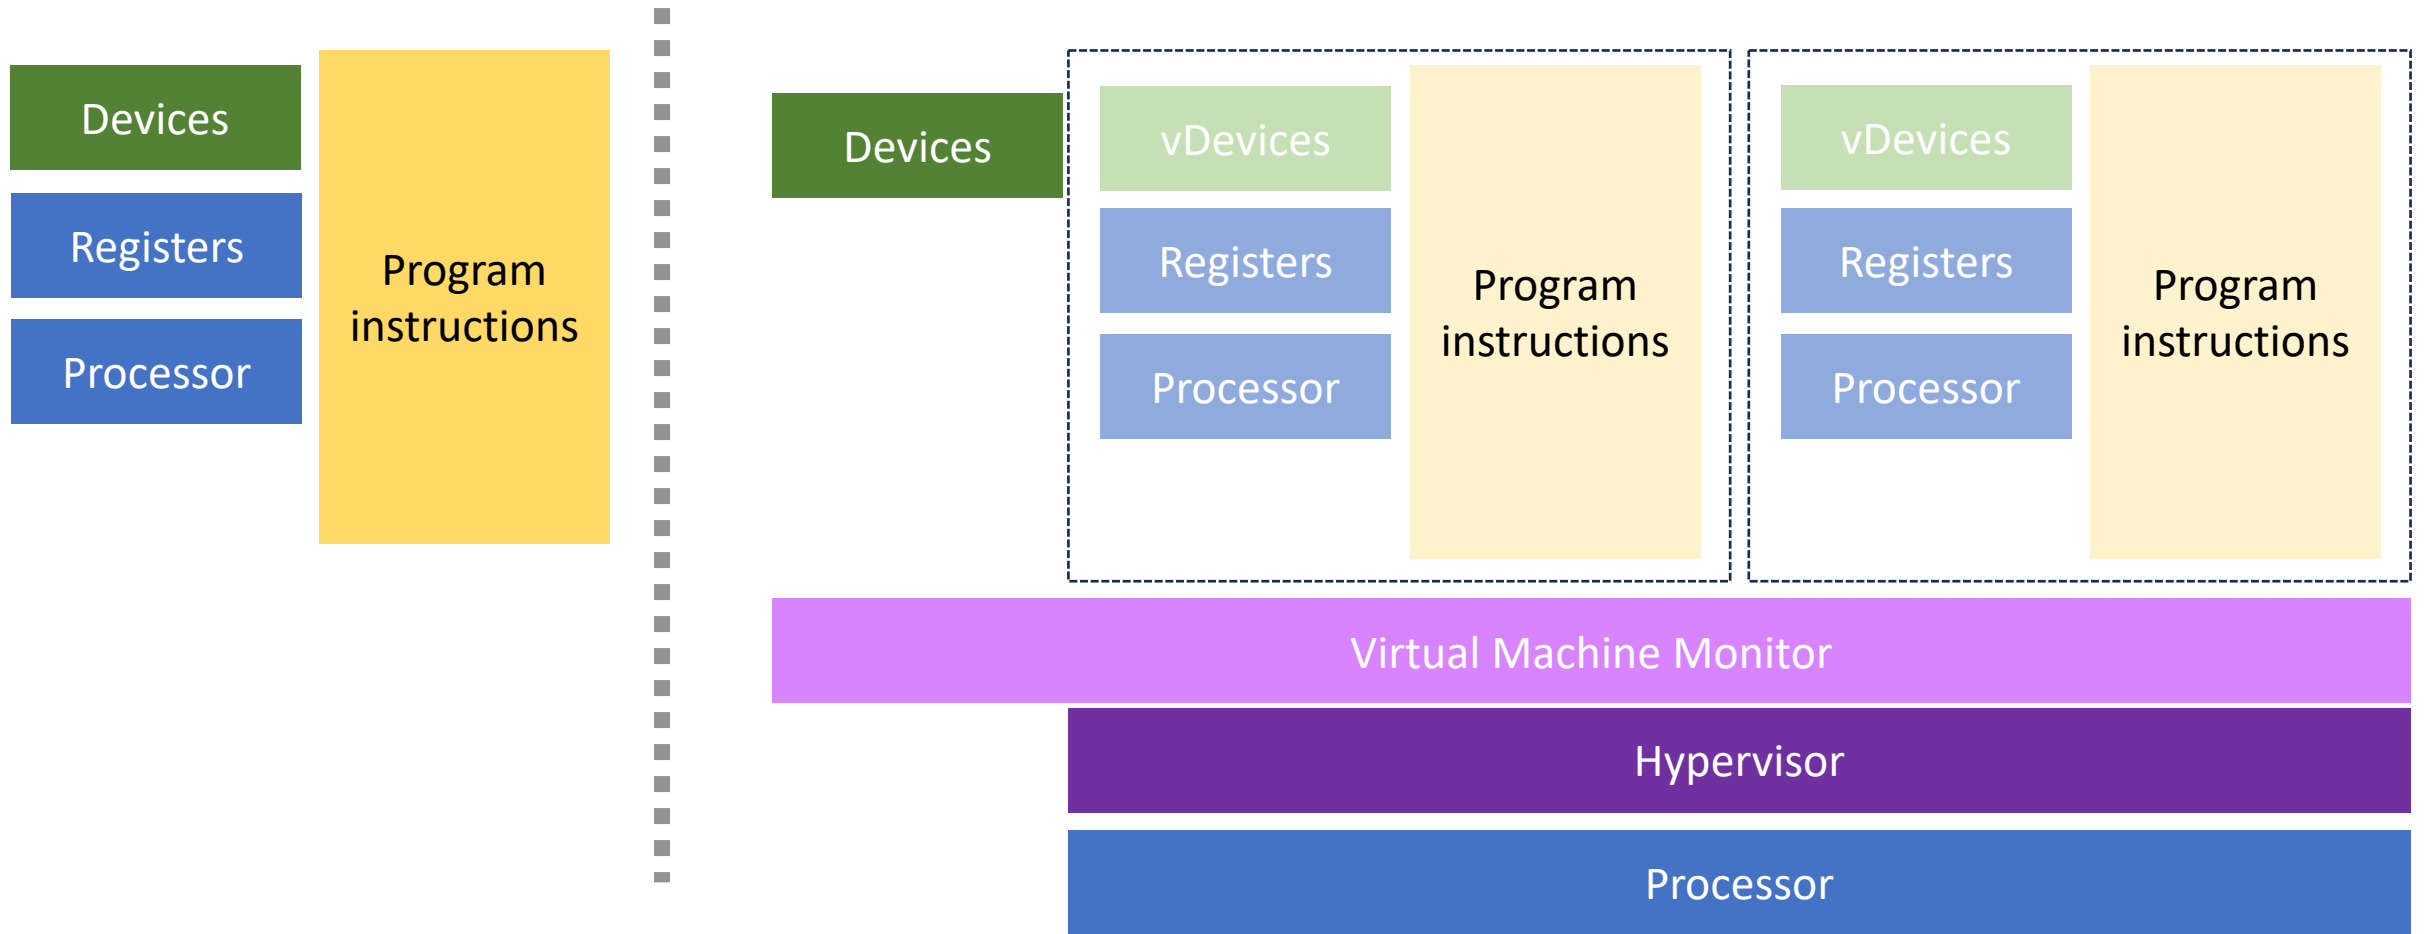 Devices
Registers
Processor
Program
instructions
Devices
vDevices
Registers
Processor
Program
instructions
vDevices
Registers
Processor
Program
instructions
Virtual Machine Monitor
Hypervisor
Processor